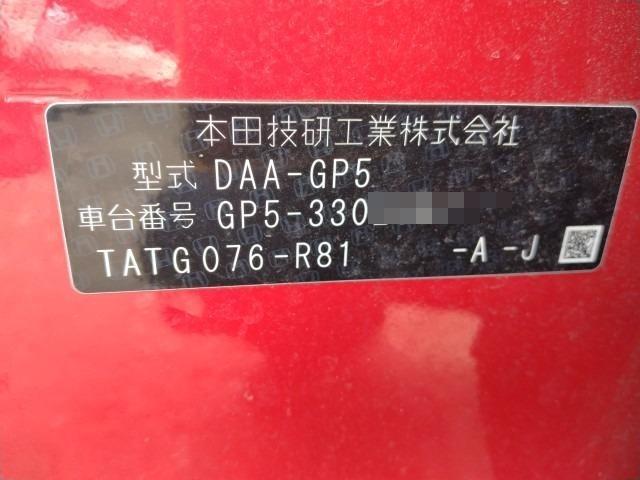 本田技研工業株式会社
型式 DAA-GP5
車台番号 GP5-330
TATG076-R81 -A -J